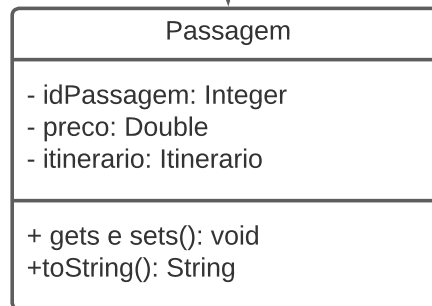 Passagem
- idPassagem: Integer
- preco: Double
- itinerario: Itinerario
+ gets e sets(): void
+toString(): String